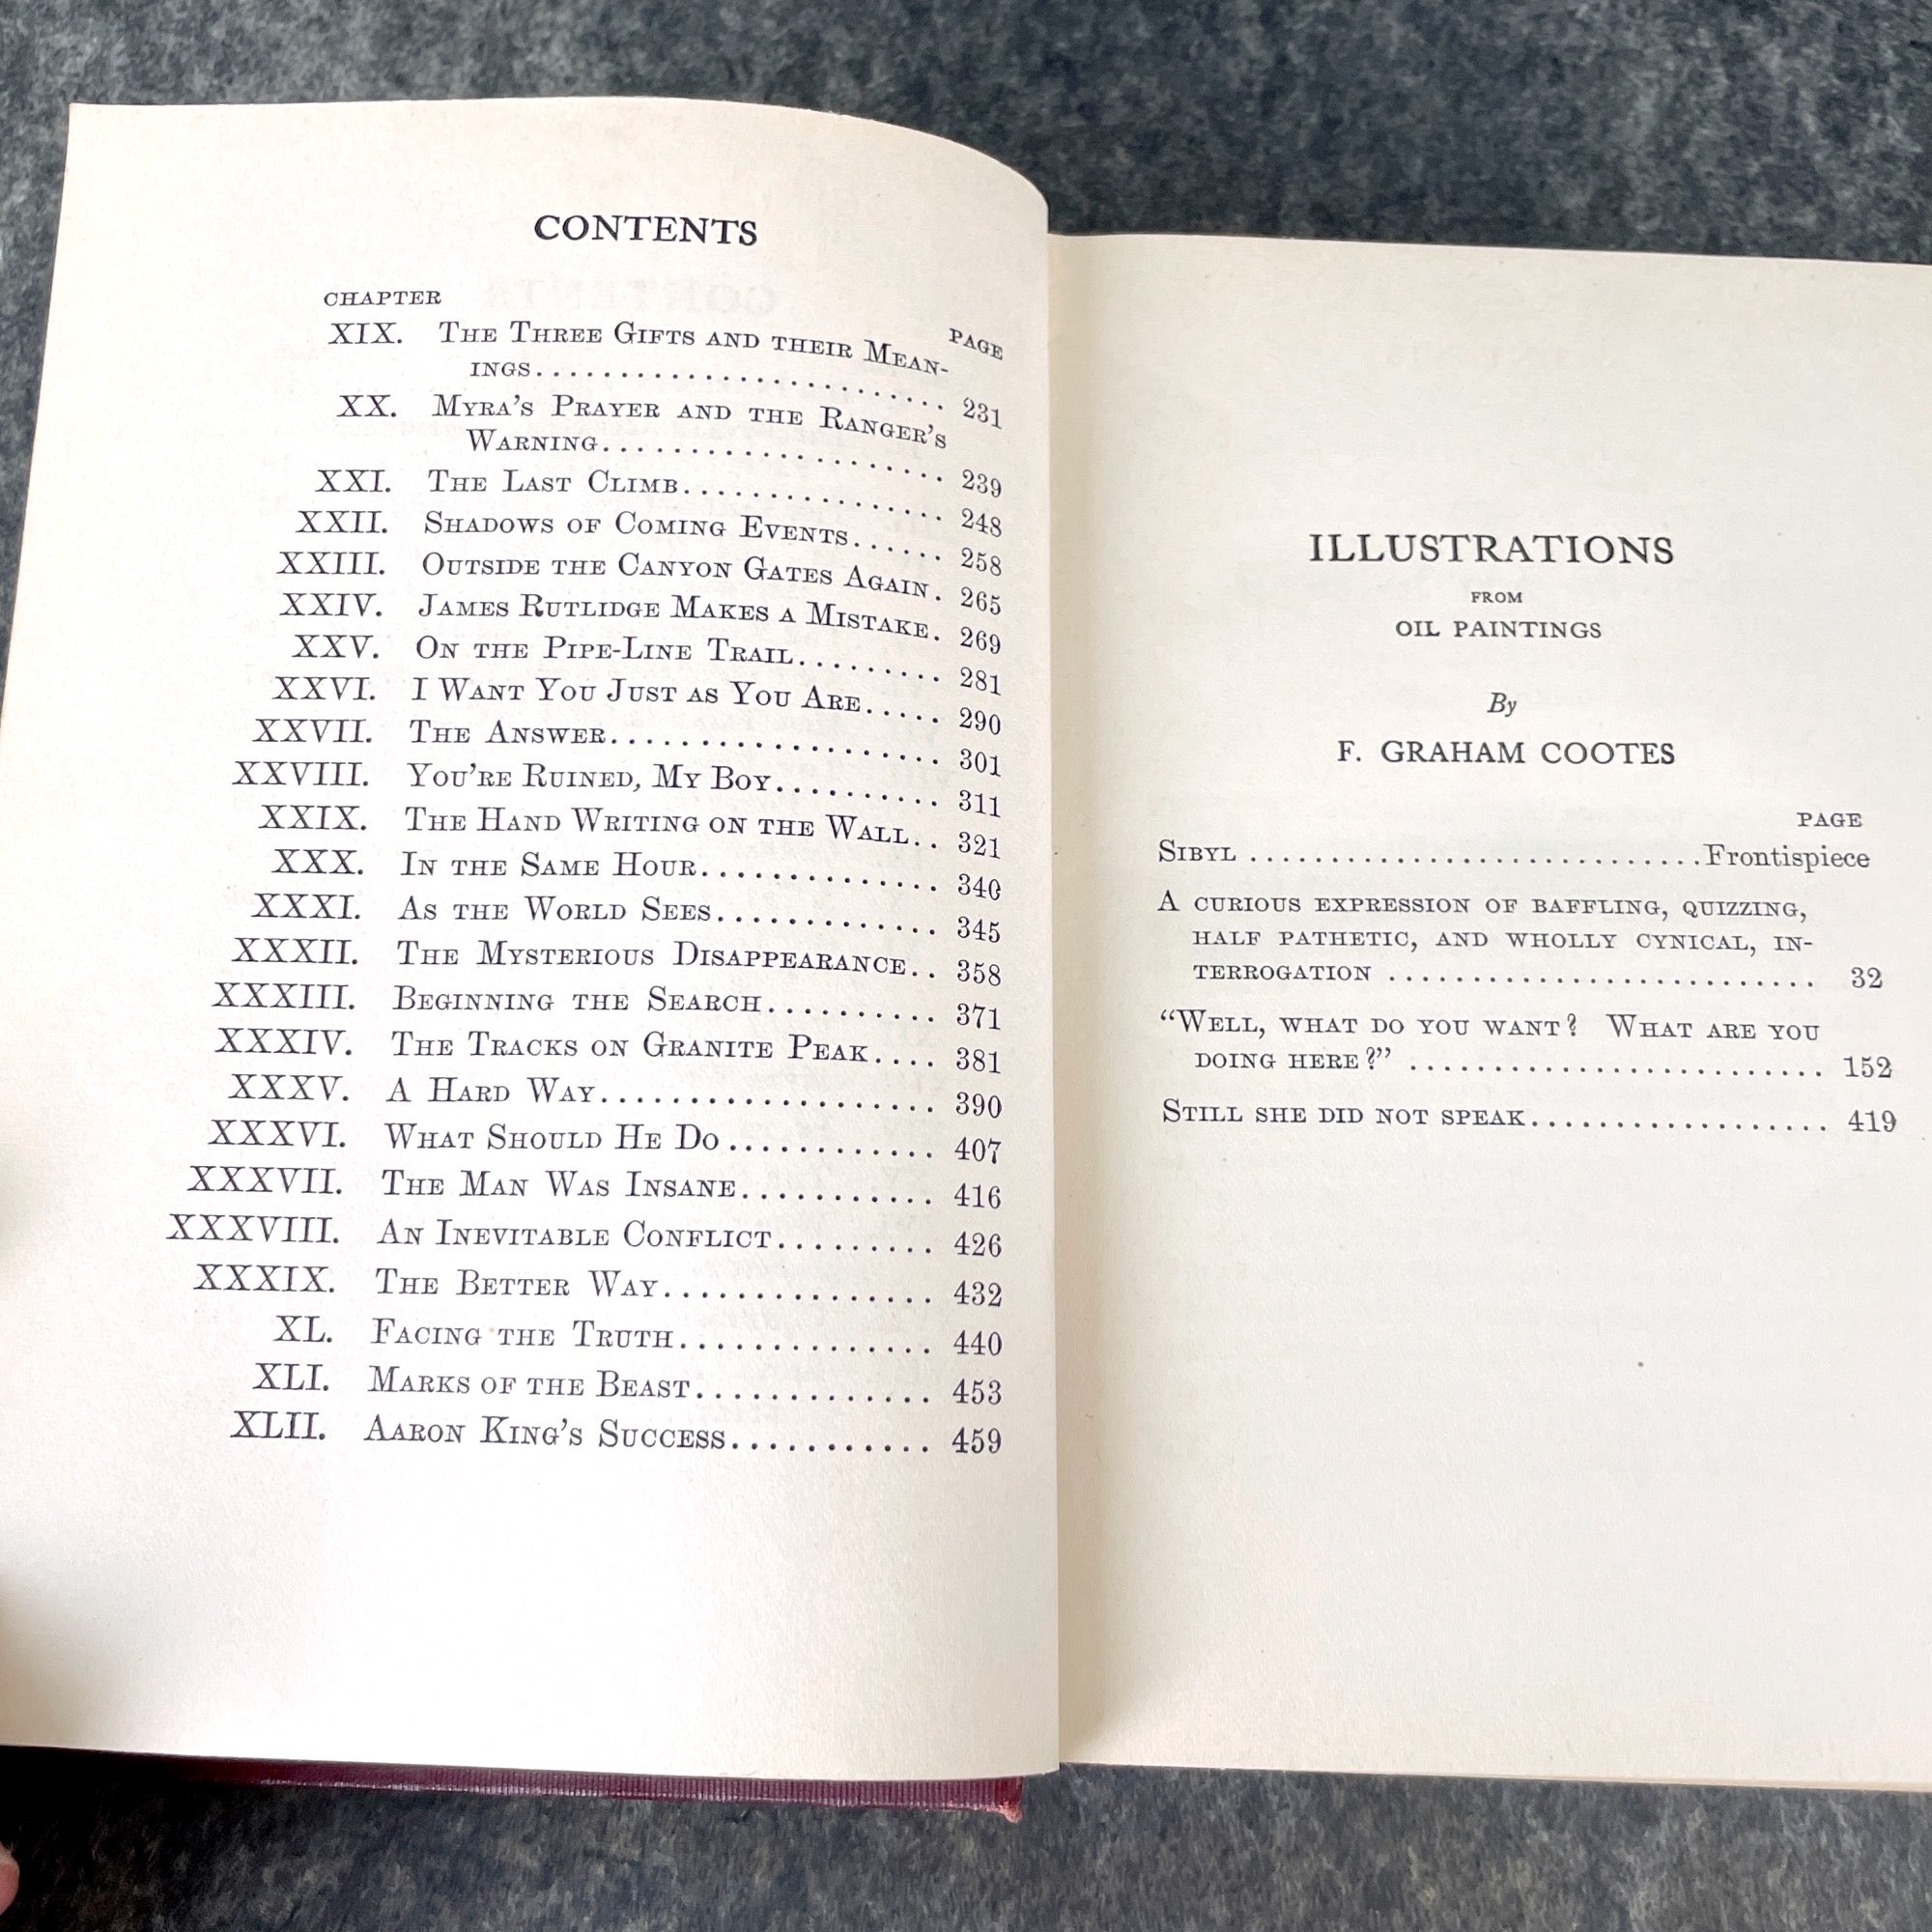 CONTENTS
CHAPTER PAGE
XIX. The Three Gifts and their Mean-
ings........................ 231
XX. Myra's Prayer and the Ranger's
Warning.................... 239
XXI. The Last Climb............... 248
XXII. Shadows of Coming Events...... 258
XXIII. Outside the Canyon Gates Again. 265
XXIV. James Rutlidge Makes a Mistake. 269
XXV. On the Pipe-Line Trail......... 281
XXVI. I Want You Just as You Are..... 290
XXVII. The Answer................... 301
XXVIII. You're Ruined, My Boy.......... 311
XXIX. The Hand Writing on the Wall.. 321
XXX. In the Same Hour.............. 340
XXXI. As the World Sees............. 345
XXXII. The Mysterious Disappearance.. 358
XXXIII. Beginning the Search.......... 371
XXXIV. The Tracks on Granite Peak.... 381
XXXV. A Hard Way.................... 390
XXXVI. What Should He Do............ 407
XXXVII. The Man Was Insane............ 416
XXXVIII. An Inevitable Conflict......... 426
XXXIX. The Better Way................ 432
XL. Facing the Truth............... 440
XLI. Marks of the Beast............. 453
XLII. Aaron King's Success........... 459
ILLUSTRATIONS
FROM
OIL PAINTINGS
By
F. GRAHAM COOTES
PAGE
Sibyl ............................Frontispiece
A curious expression of baffling, quizzing,
half pathetic, and wholly cynical, in-
terrogation ........................... 32
"Well, what do you want? What are you
doing here?" .......................... 152
Still she did not speak................... 419